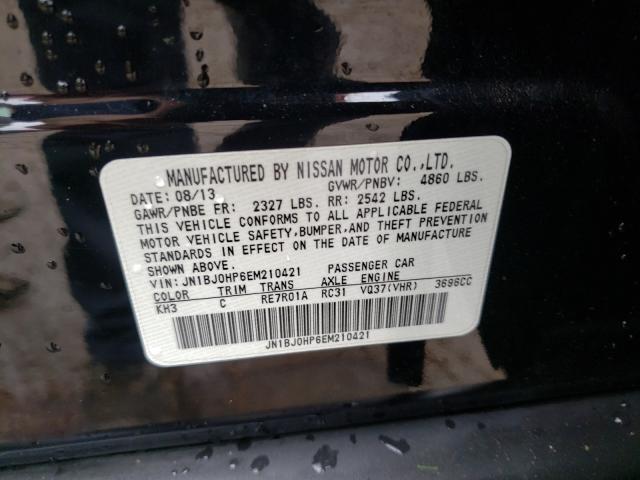 MANUFACTURED BY NISSAN MOTOR CO.,LTD.
DATE: 08/13 GVWR/PNBV: 4860 LBS.
GAWR/PNBE FR: 2327 LBS. RR: 2542 LBS.
THIS VEHICLE CONFORMS TO ALL APPLICABLE FEDERAL
MOTOR VEHICLE SAFETY,BUMPER,AND THEFT PREVENTION
STANDARDS IN EFFECT ON THE DATE OF MANUFACTURE
SHOWN ABOVE.
VIN: JN1BJ0HP6EM210421 PASSENGER CAR
COLOR TRIM TRANS AXLE ENGINE
KH3 C RE7R01A RC31 VQ37(VHR) 3696CC
JN1BJ0HP6EM210421